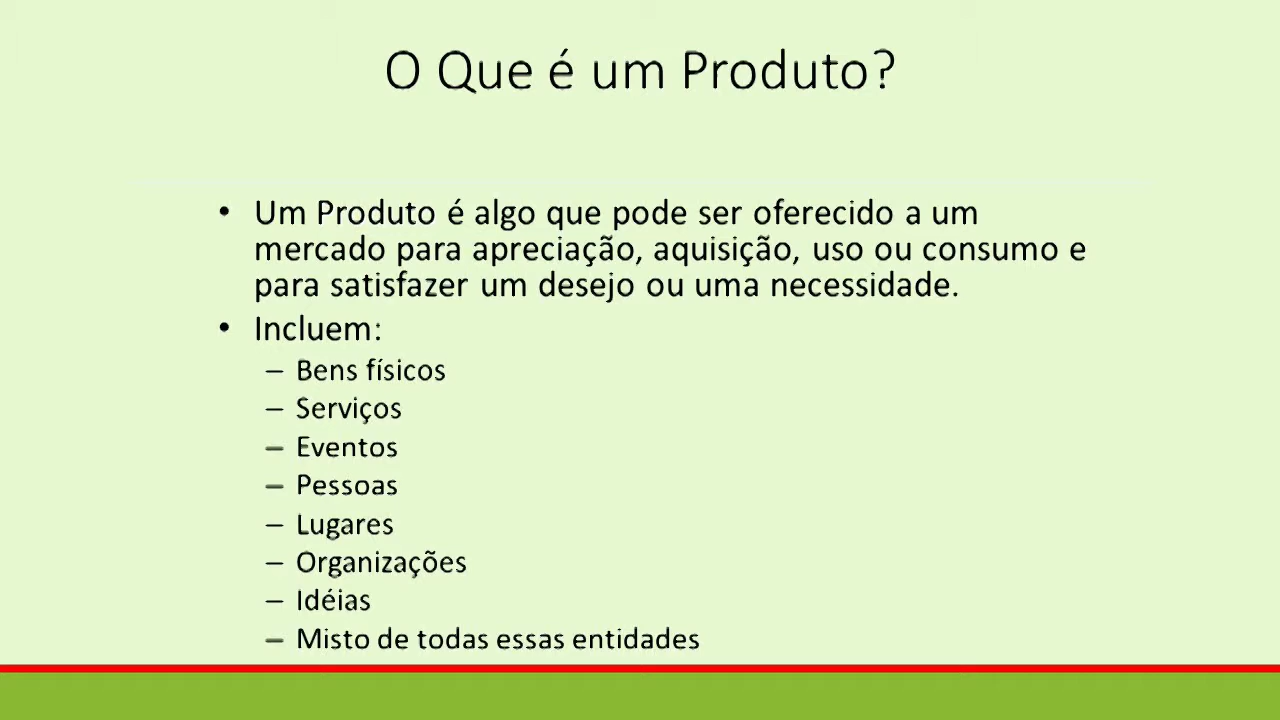 O Que é um Produto?
• Um Produto é algo que pode ser oferecido a um
mercado para apreciação, aquisição, uso ou consumo e
para satisfazer um desejo ou uma necessidade.
• Incluem:
– Bens físicos
– Serviços
– Eventos
– Pessoas
– Lugares
– Organizações
– Idéias
– Misto de todas essas entidades